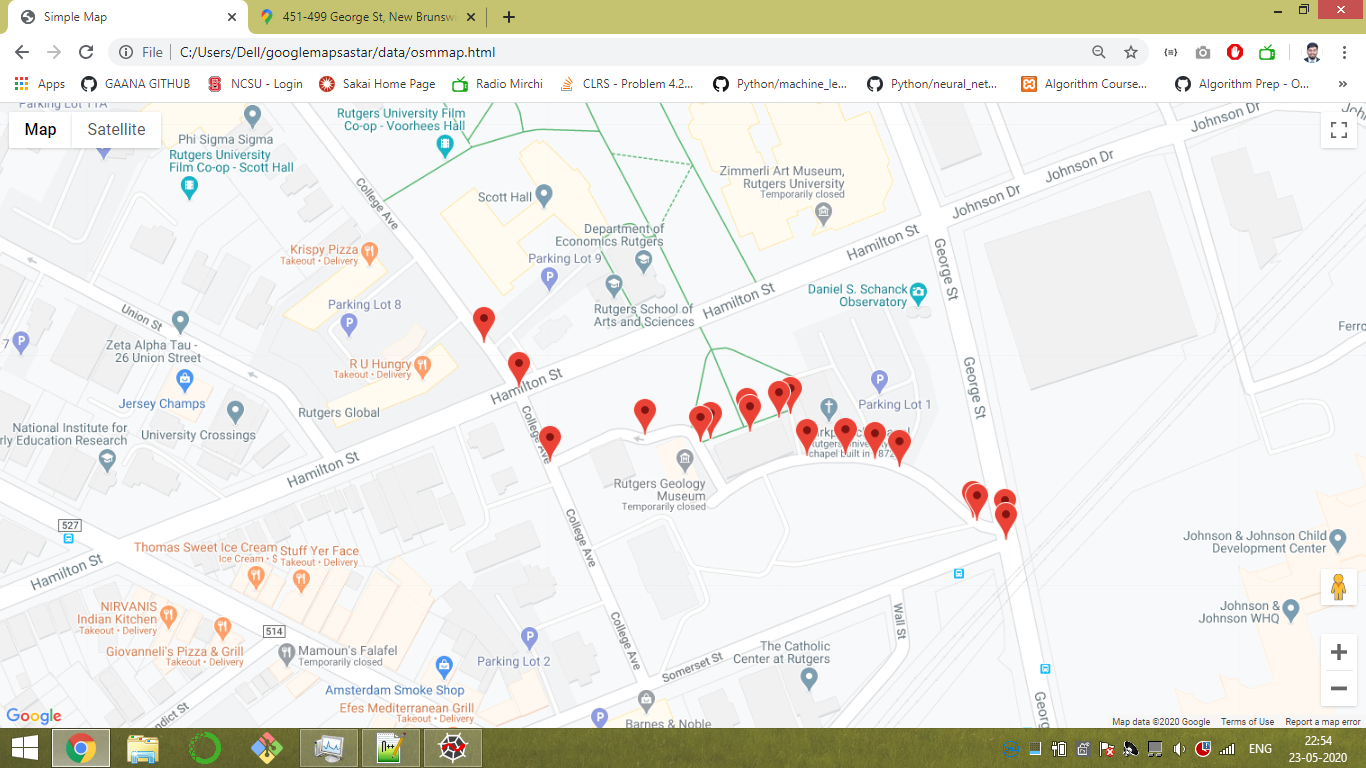 Simple Map
451-499 George St, New Brunsw
File
C:/Users/Dell/googlemapsastar/data/osmmap.html
Apps
GAANA GITHUB
NCSU - Login
Sakai Home Page
Radio Mirchi
CLRS - Problem 4.2...
Python/machine_le...
Python/neural_net...
Algorithm Course...
Algorithm Prep - O...
»
Parking Lot 11A
Map
Satellite
Phi Sigma Sigma
Rutgers University
Film Co-op - Scott Hall
Rutgers University Film
Co-op - Voorhees Hall
College Ave
Scott Hall
Zimmerli Art Museum,
Rutgers University
Temporarily closed
Johnson Dr
Johnson Dr
Johnson Dr
Department of
Economics Rutgers
Parking Lot 9
Krispy Pizza
Takeout • Delivery
Hamilton St
George St
Rutgers School of
Arts and Sciences
Hamilton St
Daniel S. Schanck
Observatory
Parking Lot 8
Union St
Zeta Alpha Tau -
26 Union Street
7
Ferro
R U Hungry
Takeout • Delivery
Hamilton St
George St
Jersey Champs
Rutgers Global
Parking Lot 1
National Institute for
rly Education Research
University Crossings
College Ave
Rutgers Geology
Museum
Temporarily closed
Hamilton St
527
College Ave
Hamilton St
Thomas Sweet Ice Cream
Ice Cream • $
Stuff Yer Face
Takeout • Delivery
Johnson & Johnson Child
Development Center
NIRVANIS
Indian Kitchen
Takeout • Delivery
Giovanneli's Pizza & Grill
Takeout • Delivery
514
Mamoun's Falafel
Temporarily closed
College Ave
Wall St
Johnson &
Johnson WHQ
Parking Lot 2
Somerset St
The Catholic
Center at Rutgers
Amsterdam Smoke Shop
Efes Mediterranean Grill
Takeout • Delivery
Barnes & Noble
Georg
Google
Map data ©2020 Google
Terms of Use
Report a map error
ENG
22:54
23-05-2020